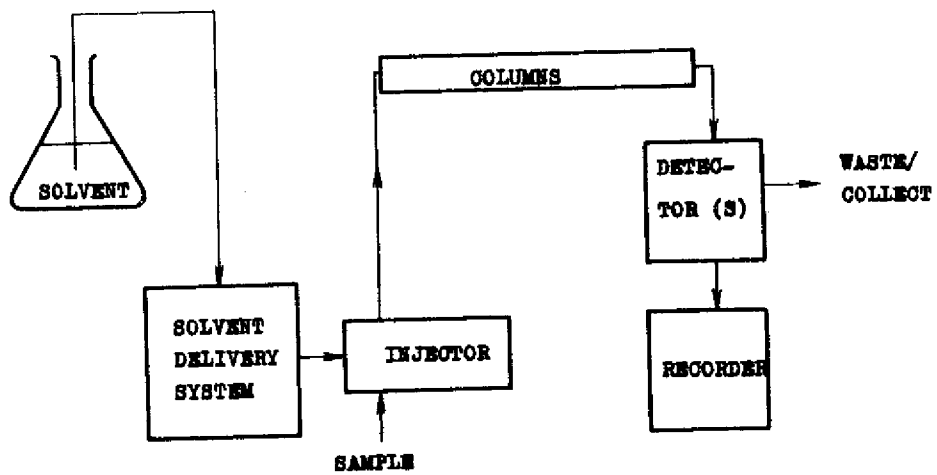 SOLVENT
SOLVENT
DELIVERY
SYSTEM
INJECTOR
SAMPLE
COLUMNS
DETEC-
TOR (S)
WASTE/
COLLECT
RECORDER